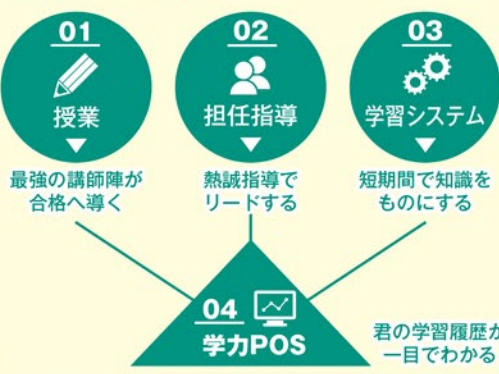 01
授業
最強の講師陣が
合格へ導く
02
担任指導
熱誠指導で
リードする
03
学習システム
短期間で知識を
ものにする
04
学力POS
君の学習履歴が
一目でわかる